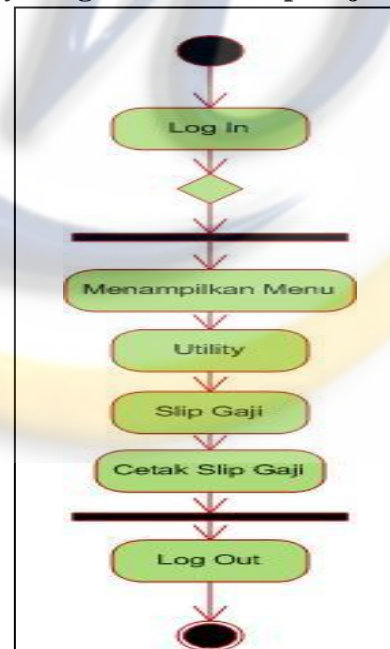 Log In
Menampilkan Menu
Utility
Slip Gaji
Cetak Slip Gaji
Log Out